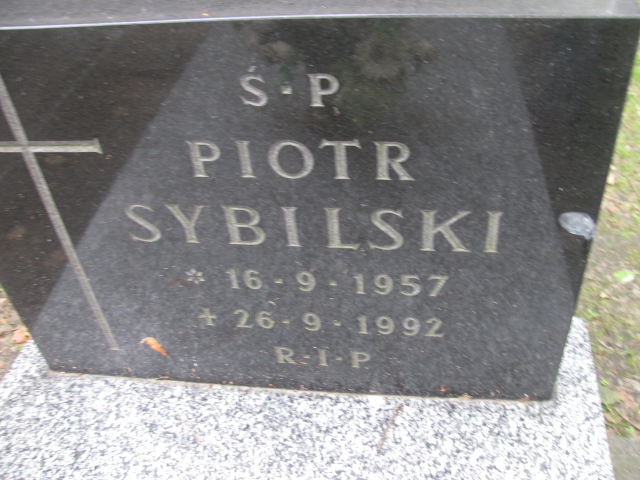 Ś·P
PIOTR
SYBILSKI
* 16-9-1957
+ 26-9-1992
R·I·P